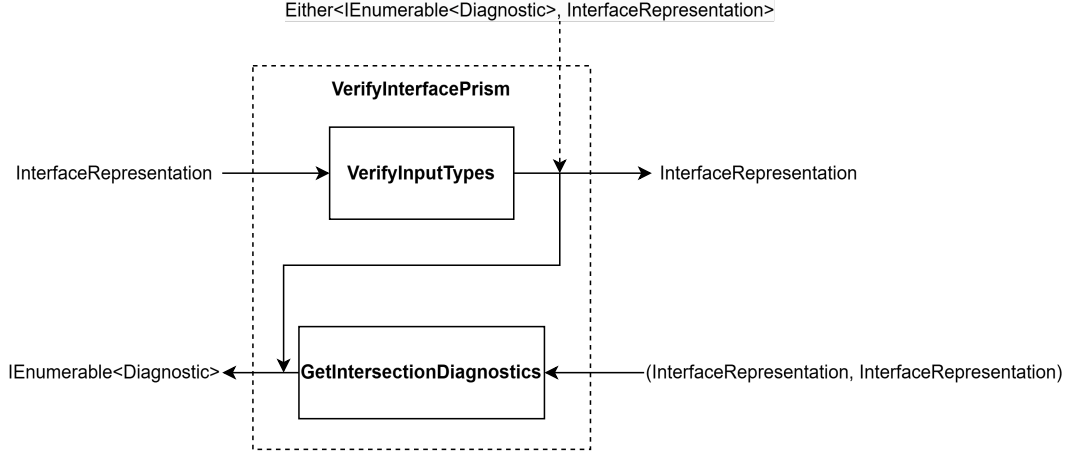 Either<IEnumerable<Diagnostic>, InterfaceRepresentation>
VerifyInterfacePrism
InterfaceRepresentation
VerifyInputTypes
InterfaceRepresentation
IEnumerable<Diagnostic>
GetIntersectionDiagnostics
(InterfaceRepresentation, InterfaceRepresentation)